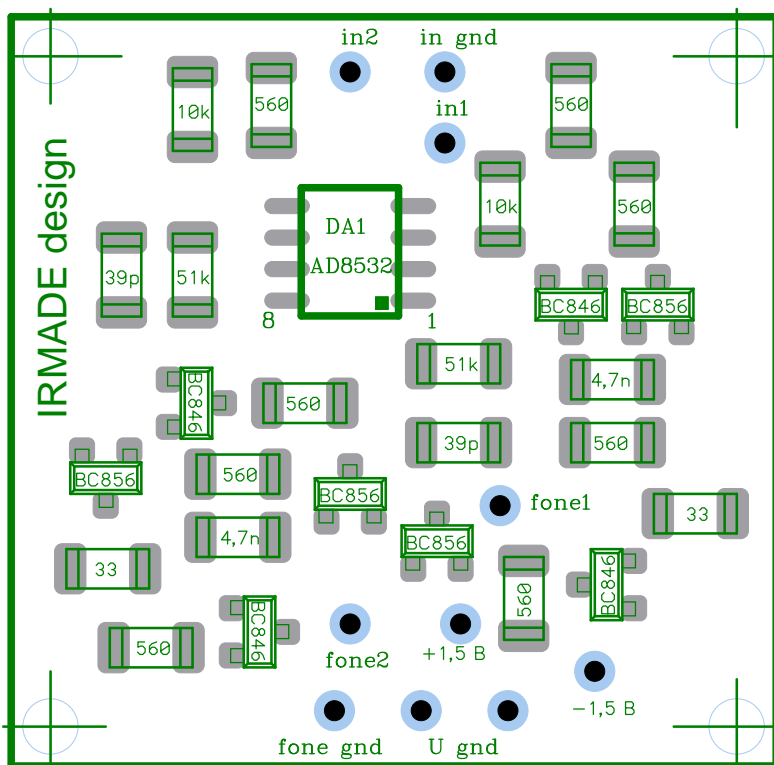 in2
in gnd
560
560
10k
in1
10k
560
IRMADE design
DA1
AD8532
39p
51k
BC846
BC856
8
1
51k
4,7n
BC846
560
39p
560
560
BC856
BC856
fone1
33
4,7n
BC856
33
BC846
560
BC846
560
fone2
+1,5 В
−1,5 В
fone gnd
U gnd